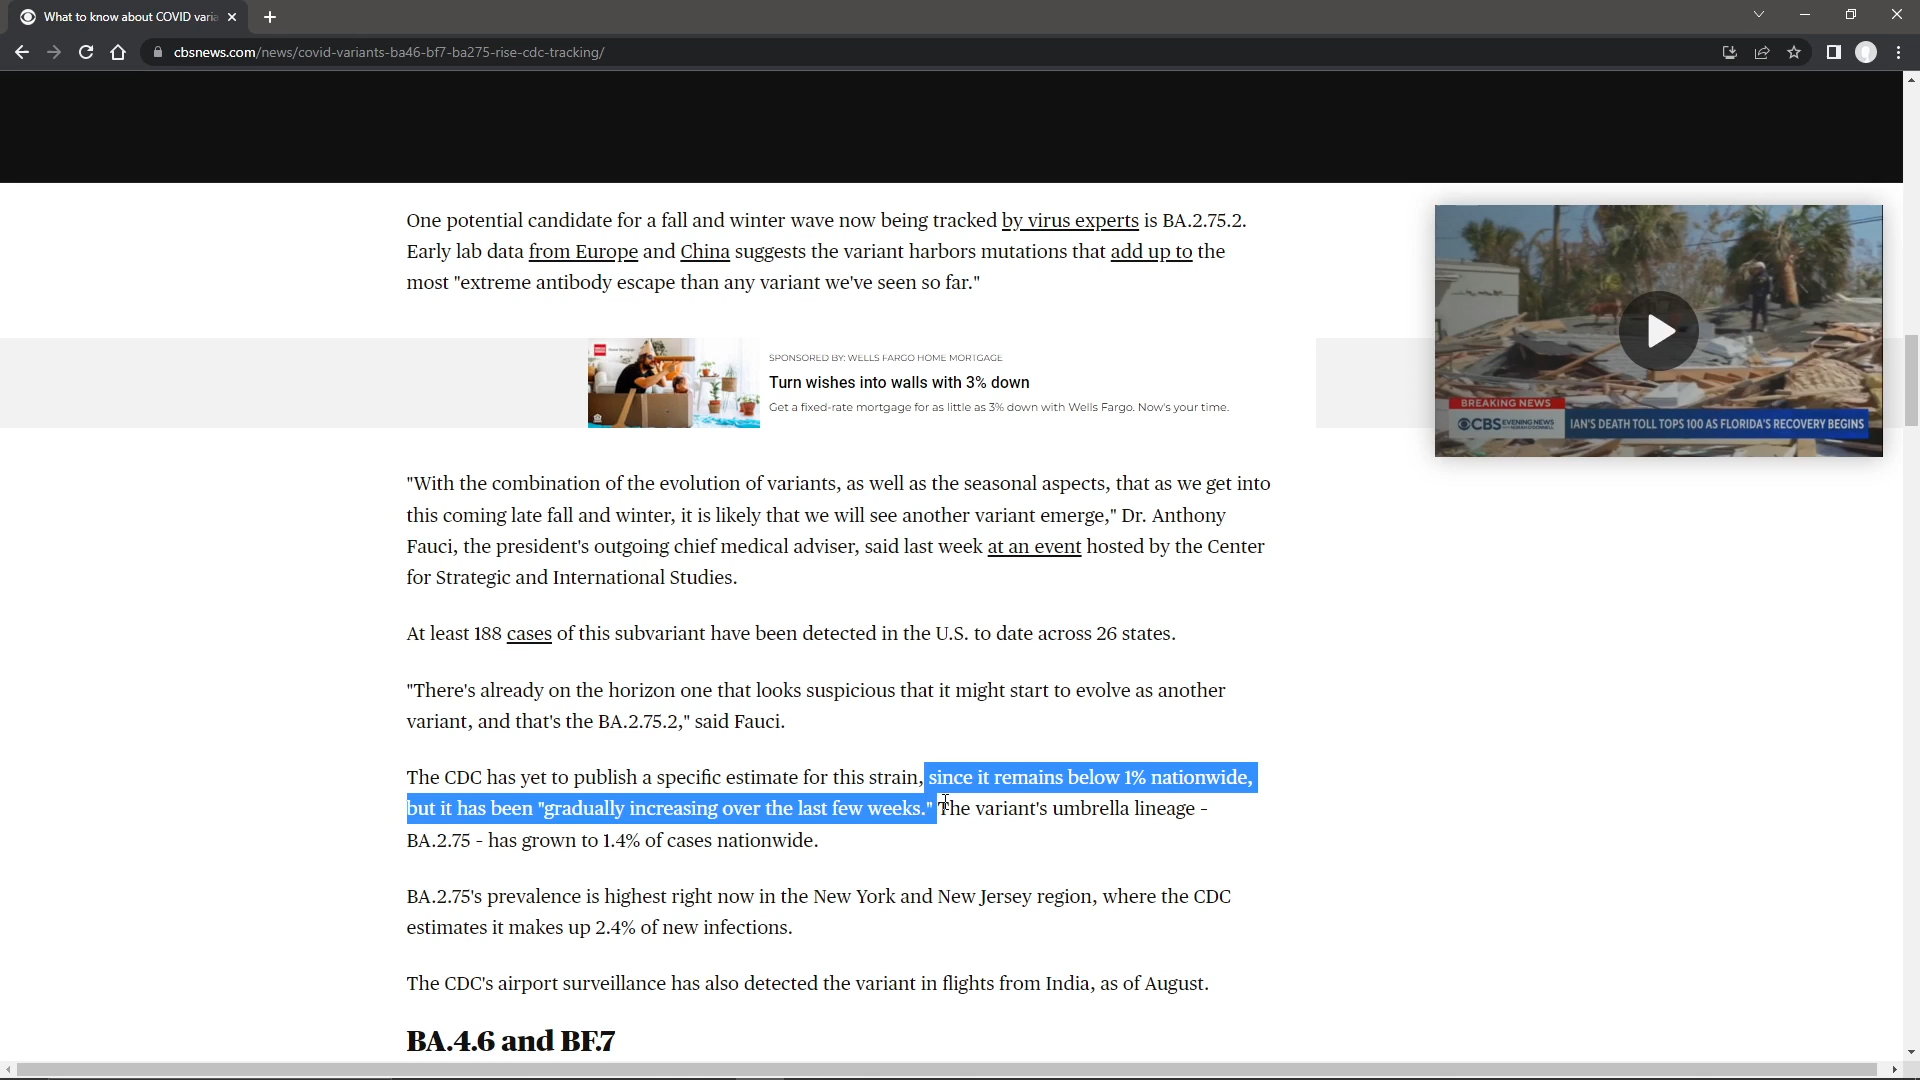 What to know about COVID varia
cbsnews.com/news/covid-variants-ba46-bf7-ba275-rise-cdc-tracking/
One potential candidate for a fall and winter wave now being tracked by virus experts is BA.2.75.2.
Early lab data from Europe and China suggests the variant harbors mutations that add up to the
most "extreme antibody escape than any variant we've seen so far."
SPONSORED BY: WELLS FARGO HOME MORTGAGE
Turn wishes into walls with 3% down
Get a fixed-rate mortgage for as little as 3% down with Wells Fargo. Now's your time.
BREAKING NEWS
CBS EVENING NEWS
IAN'S DEATH TOLL TOPS 100 AS FLORIDA'S RECOVERY BEGINS
"With the combination of the evolution of variants, as well as the seasonal aspects, that as we get into
this coming late fall and winter, it is likely that we will see another variant emerge," Dr. Anthony
Fauci, the president's outgoing chief medical adviser, said last week at an event hosted by the Center
for Strategic and International Studies.
At least 188 cases of this subvariant have been detected in the U.S. to date across 26 states.
"There's already on the horizon one that looks suspicious that it might start to evolve as another
variant, and that's the BA.2.75.2," said Fauci.
The CDC has yet to publish a specific estimate for this strain, since it remains below 1% nationwide,
but it has been "gradually increasing over the last few weeks." The variant's umbrella lineage -
BA.2.75 - has grown to 1.4% of cases nationwide.
BA.2.75's prevalence is highest right now in the New York and New Jersey region, where the CDC
estimates it makes up 2.4% of new infections.
The CDC's airport surveillance has also detected the variant in flights from India, as of August.
BA.4.6 and BF.7